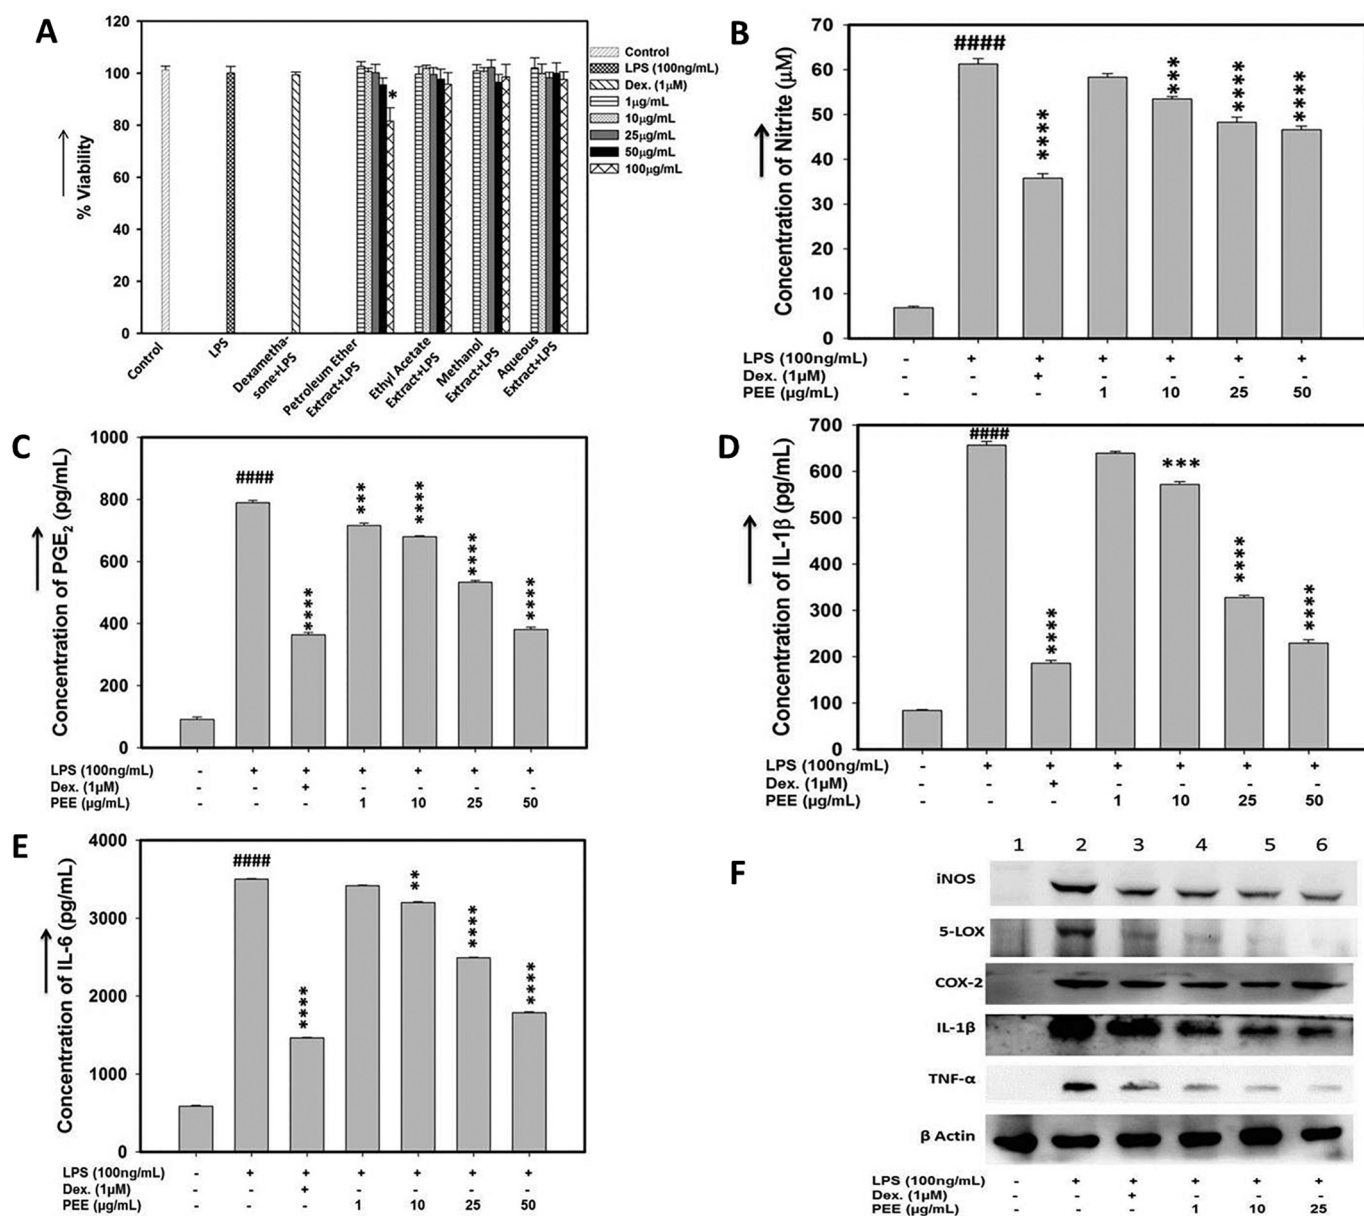 A
120
100
80
60
40
20
0
% Viability
*
Control
LPS (100ng/mL)
Dex. (1µM)
1µg/mL
10µg/mL
25µg/mL
50µg/mL
100µg/mL
Control
LPS
Dexametha-
sone+LPS
Petroleum Ether
Extract+LPS
Ethyl Acetate
Extract+LPS
Methanol
Extract+LPS
Aqueous
Extract+LPS
B
70
60
50
40
30
20
10
0
Concentration of Nitrite (µM)
####
****
***
****
****
LPS (100ng/mL) - + + + + + +
Dex. (1µM) - - + - - - -
PEE (µg/mL) - - - 1 10 25 50
C
1000
800
600
400
200
0
Concentration of PGE2 (pg/mL)
####
****
***
****
****
****
LPS (100ng/mL) - + + + + + +
Dex. (1µM) - - + - - - -
PEE (µg/mL) - - - 1 10 25 50
D
700
600
500
400
300
200
100
0
Concentration of IL-1β (pg/mL)
####
****
***
****
****
LPS (100ng/mL) - + + + + + +
Dex. (1µM) - - + - - - -
PEE (µg/mL) - - - 1 10 25 50
E
4000
3000
2000
1000
0
Concentration of IL-6 (pg/mL)
####
****
**
****
****
LPS (100ng/mL) - + + + + + +
Dex. (1µM) - - + - - - -
PEE (µg/mL) - - - 1 10 25 50
F
1 2 3 4 5 6
iNOS
5-LOX
COX-2
IL-1β
TNF-α
β Actin
LPS (100ng/mL) - + + + + +
Dex. (1µM) - - + - - -
PEE (µg/mL) - - - 1 10 25